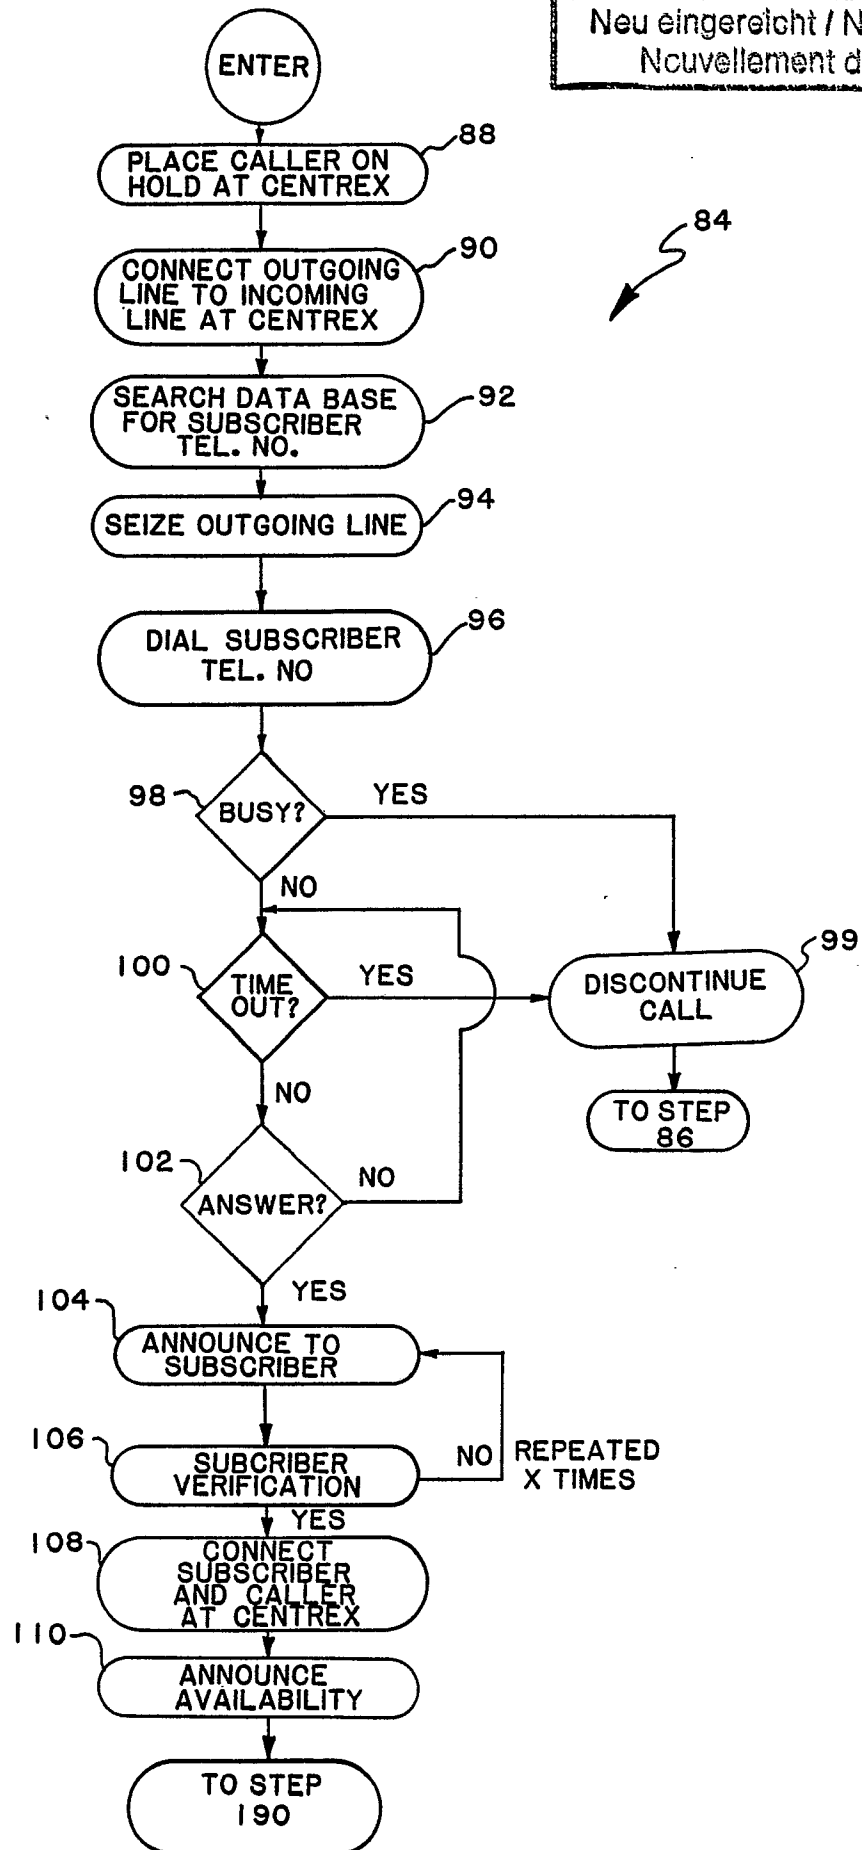 Neu eingereicht / N
Nouvellement d
ENTER
88
PLACE CALLER ON
HOLD AT CENTREX
84
90
CONNECT OUTGOING
LINE TO INCOMING
LINE AT CENTREX
92
SEARCH DATA BASE
FOR SUBSCRIBER
TEL. NO.
94
SEIZE OUTGOING LINE
96
DIAL SUBSCRIBER
TEL. NO
98
BUSY?
YES
NO
100
TIME
OUT?
YES
99
DISCONTINUE
CALL
NO
TO STEP
86
102
ANSWER?
NO
YES
104
ANNOUNCE TO
SUBSCRIBER
106
SUBCRIBER
VERIFICATION
NO
REPEATED
X TIMES
YES
108
CONNECT
SUBSCRIBER
AND CALLER
AT CENTREX
110
ANNOUNCE
AVAILABILITY
TO STEP
190